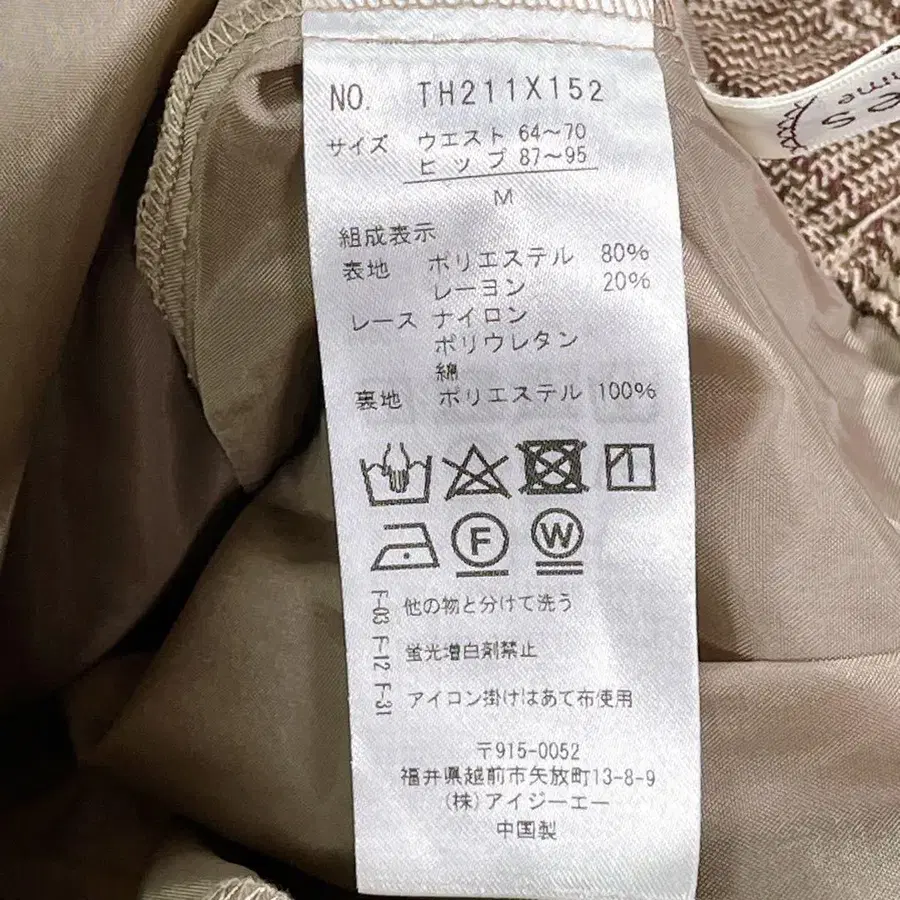 NO. TH211X152
サイズ ウエスト 64～70
ヒップ 87～95
M
組成表示
表地 ポリエステル 80%
レーヨン 20%
レース ナイロン
ポリウレタン
綿
裏地 ポリエステル 100%
F W
F-03 他の物と分けて洗う
F-12 蛍光増白剤禁止
F-31 アイロン掛けはあて布使用
〒915-0052
福井県越前市矢放町13-8-9
(株)アイジーエー
中国製